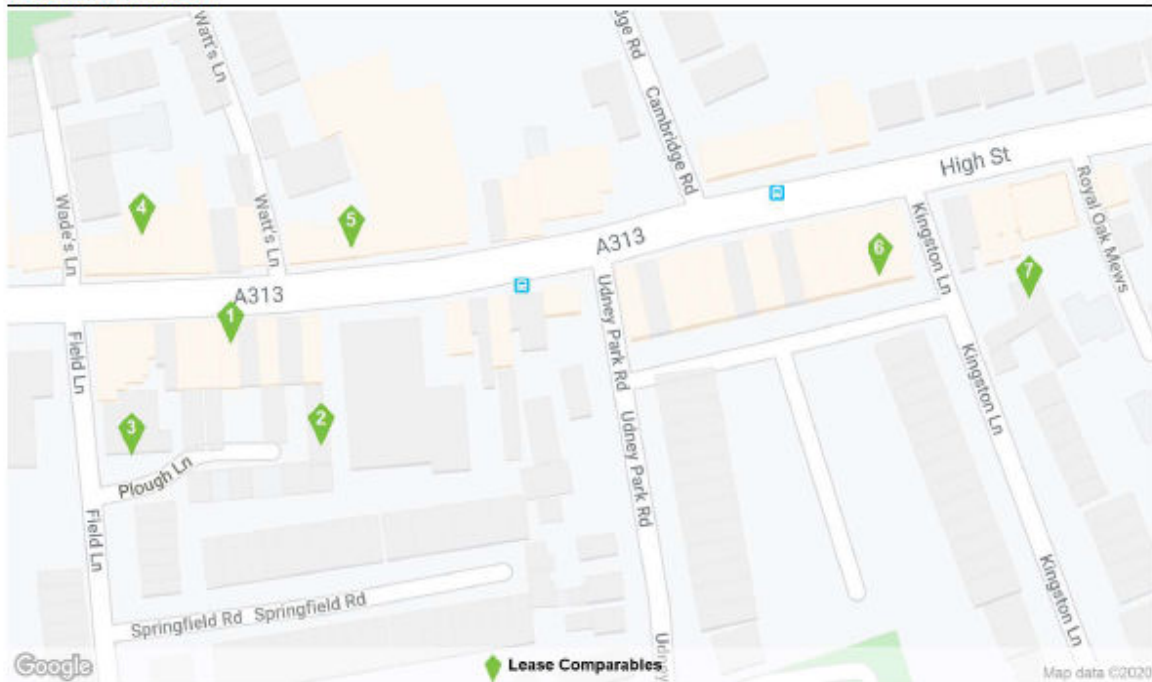 Watt's Ln
dge Rd
Cambridge Rd
High St
Royal Oak Mews
Wade's Ln
Watt's Ln
4
5
6
7
Kingston Ln
A313
A313
1
Field Ln
Udney Park Rd
2
3
Plough Ln
Udney Park Rd
Kingston Ln
Field Ln
Springfield Rd Springfield Rd
Kingston Ln
Udney
Google
Lease Comparables
Map data ©2020